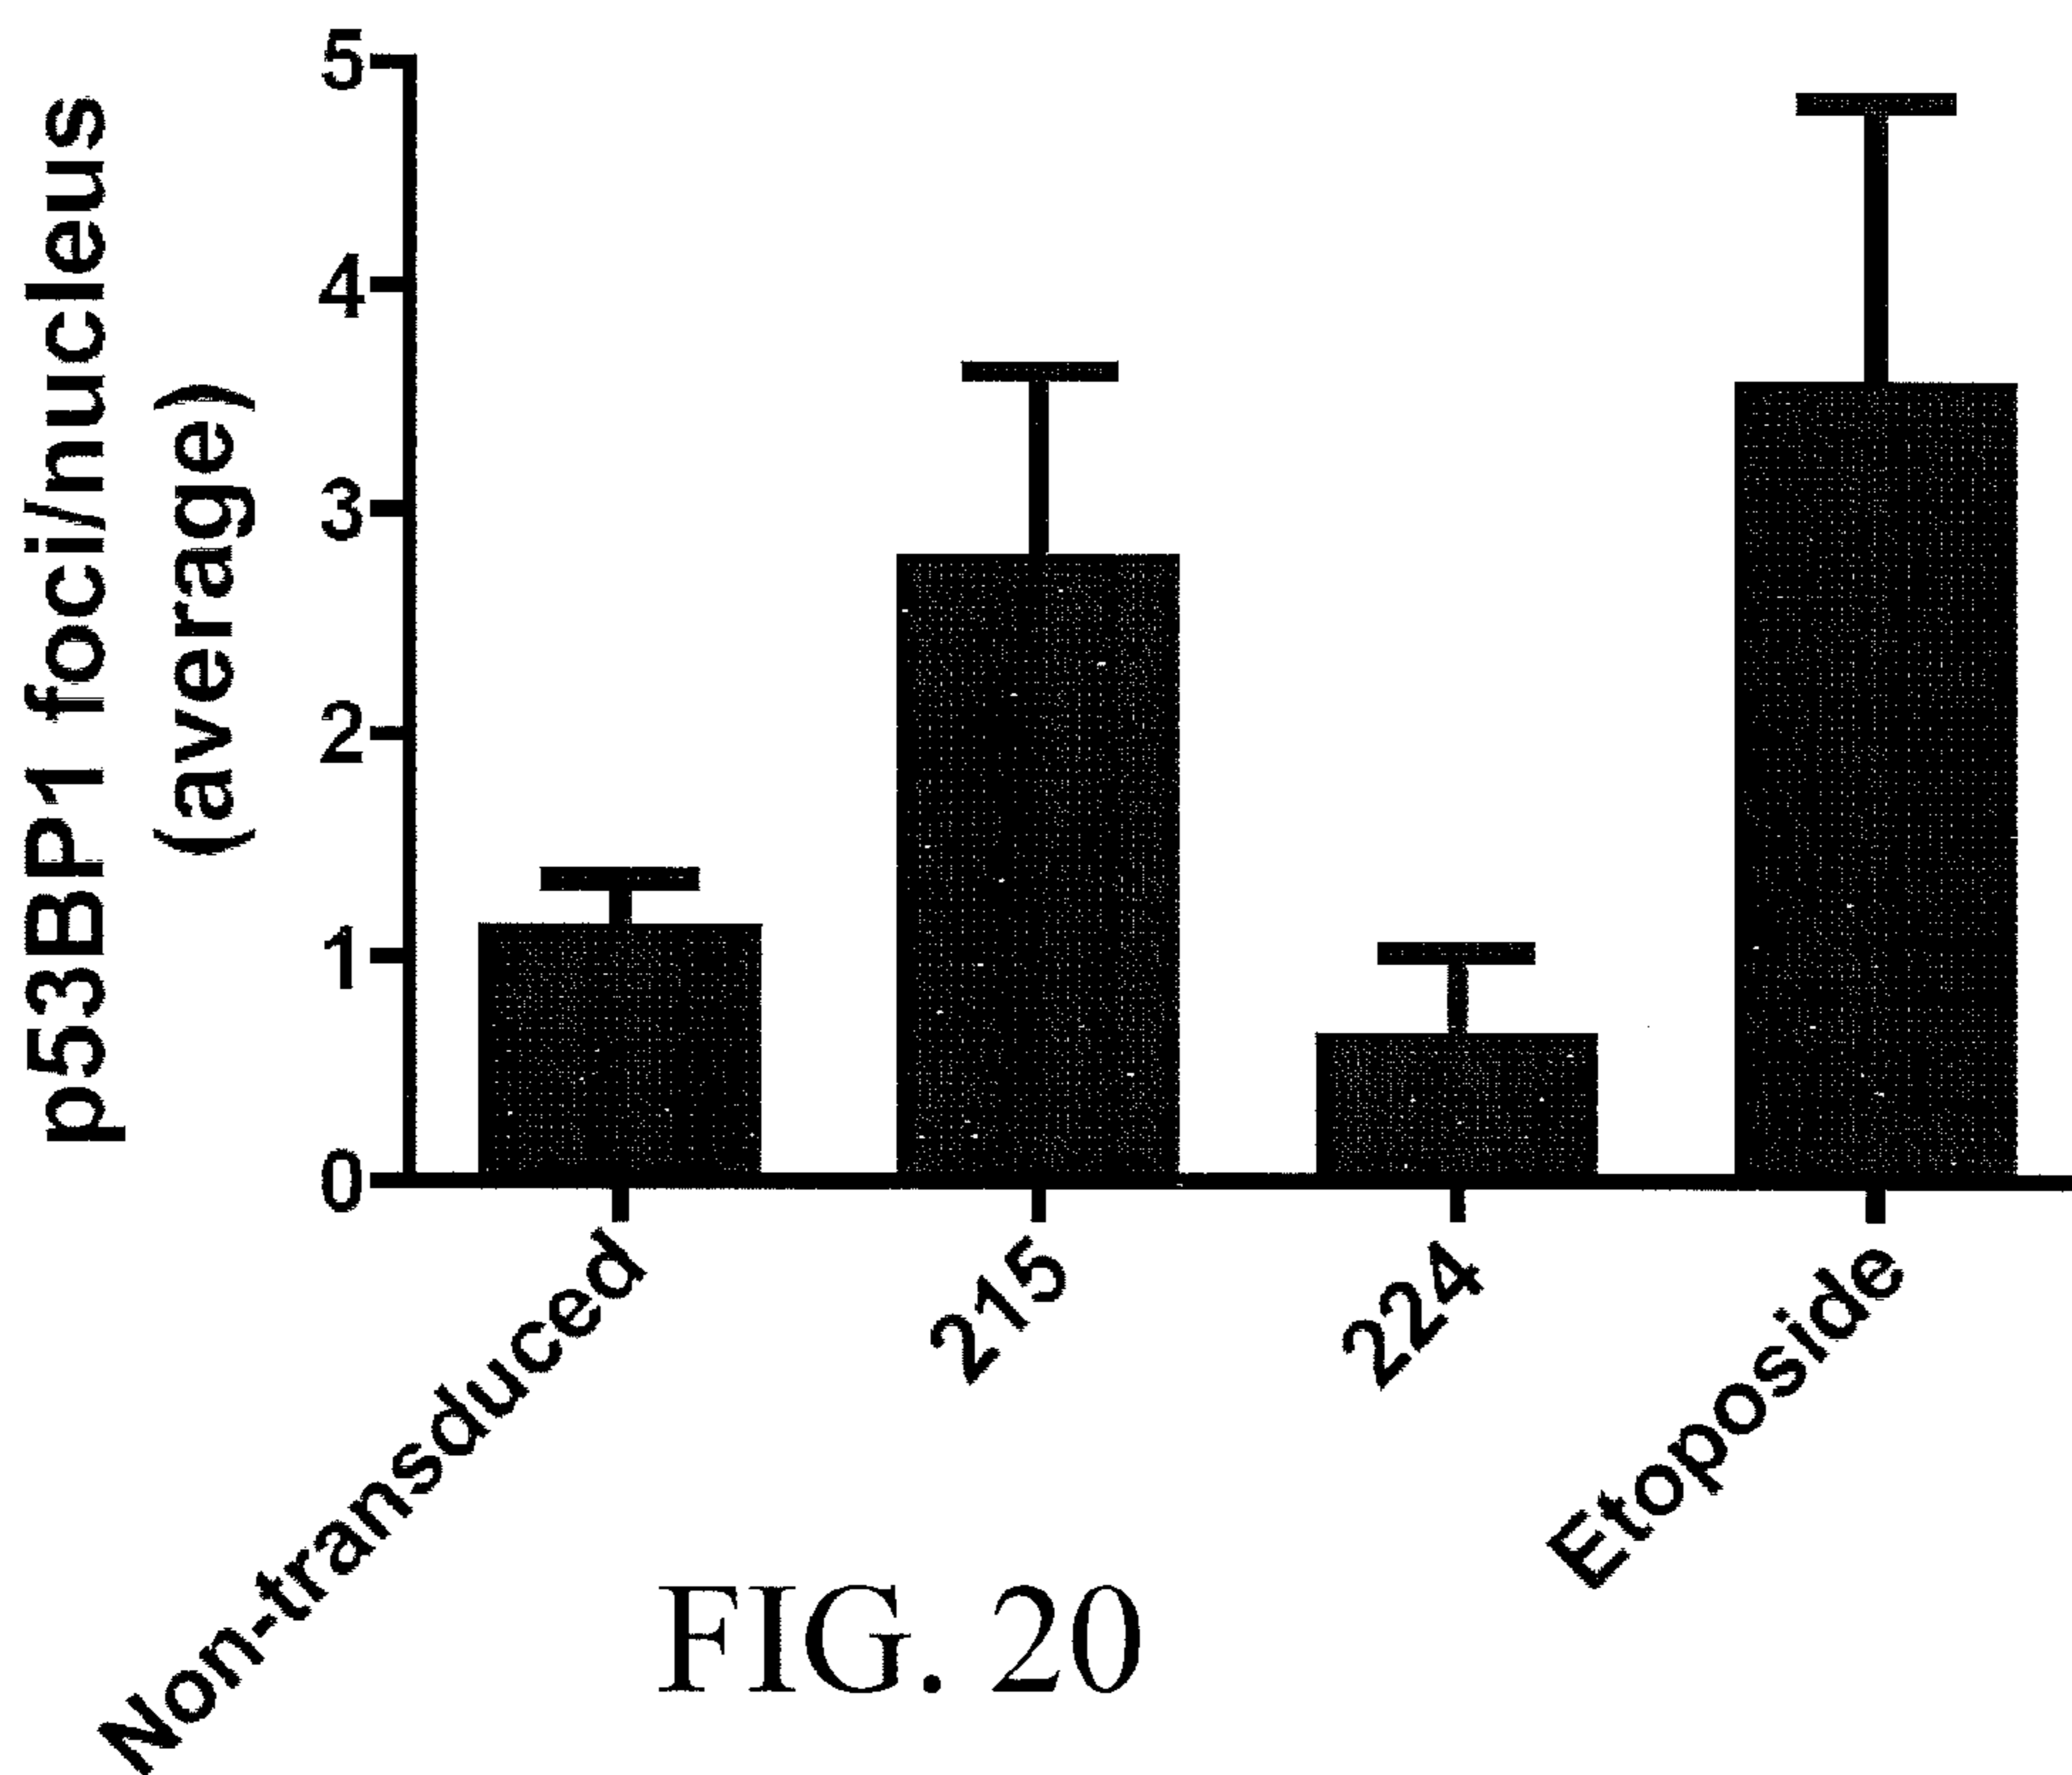 p53BP1 foci/nucleus
(average)
5
4
3
2
1
0
Non-transduced
215
224
Etoposide
FIG. 20